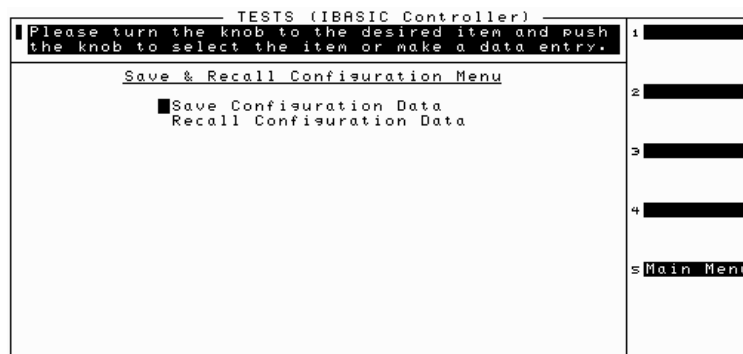 TESTS (IBASIC Controller)
Please turn the knob to the desired item and push
the knob to select the item or make a data entry.
1
Save & Recall Configuration Menu
2
Save Configuration Data
Recall Configuration Data
3
4
5 Main Menu